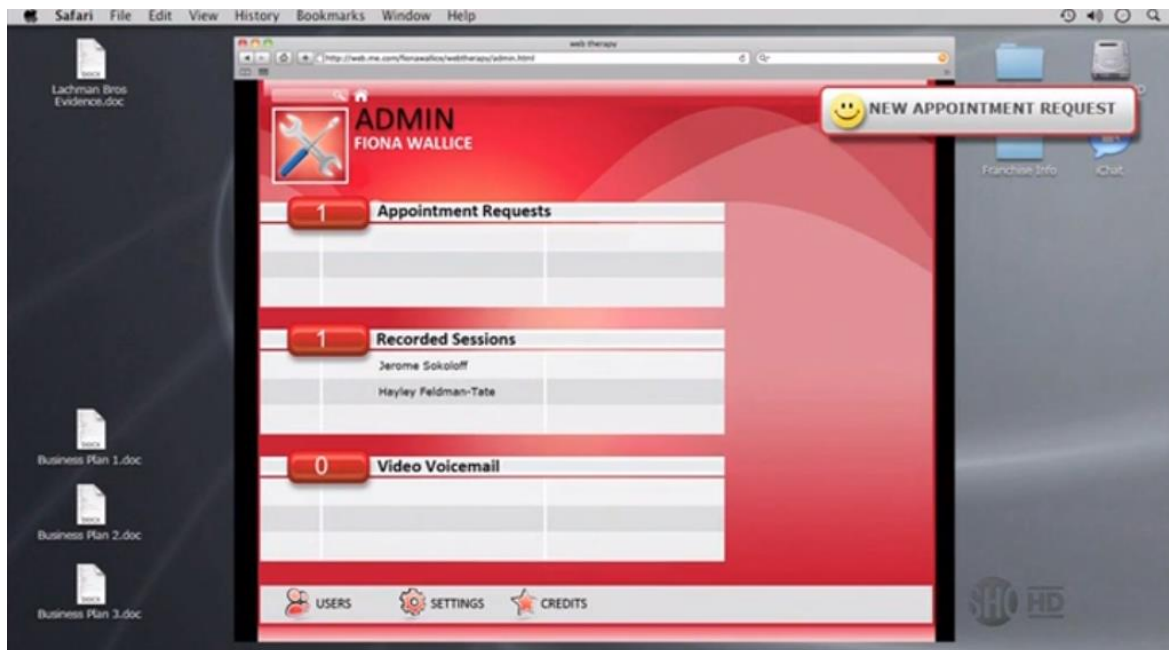 Safari File Edit View History Bookmarks Window Help
web therapy
http://web.me.com/fionawallice/webtherapy/admin.html
Lachman Bros
Evidence.doc
NEW APPOINTMENT REQUEST
ADMIN
FIONA WALLICE
Franchise Info
iChat
1 Appointment Requests
1 Recorded Sessions
Jerome Sokoloff
Hayley Feldman-Tate
Business Plan 1.doc
0 Video Voicemail
Business Plan 2.doc
Business Plan 3.doc
USERS SETTINGS CREDITS
SHO HD